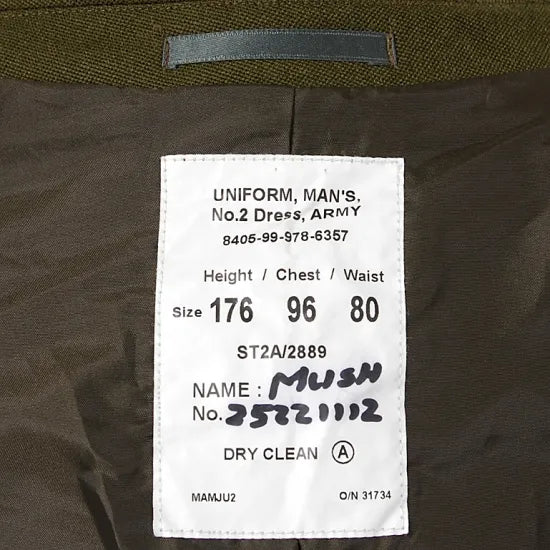 UNIFORM, MAN'S,
No.2 Dress, ARMY
8405-99-978-6357
Height / Chest / Waist
Size 176 96 80
ST2A/2889
NAME : MUSH
No. 25221112
DRY CLEAN A
MAMJU2 O/N 31734